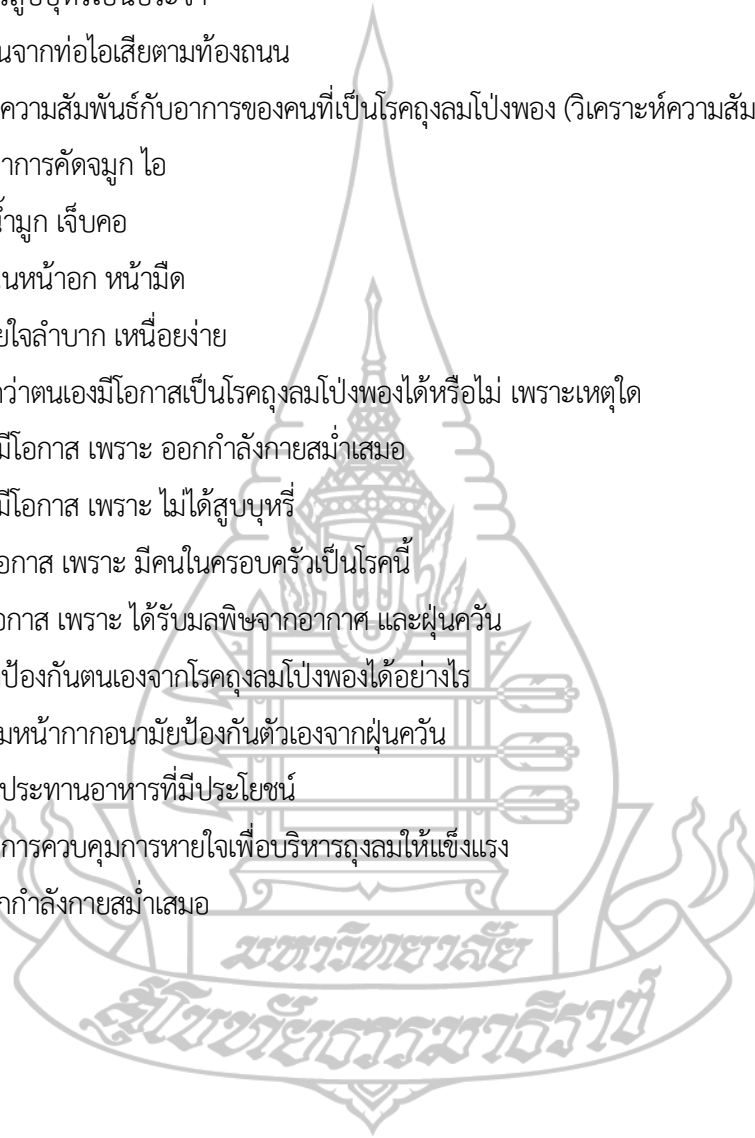 นจากท่อไอเสียตามท้องถนน
ความสัมพันธ์กับอาการของคนที่เป็นโรคถุงลมโป่งพอง (วิเคราะห์ความสัม
าการคัดจมูก ไอ
น้ำมูก เจ็บคอ
นหน้าอก หน้ามืด
ยใจลำบาก เหนื่อยง่าย
าว่าตนเองมีโอกาสเป็นโรคถุงลมโป่งพองได้หรือไม่ เพราะเหตุใด
มีโอกาส เพราะ ออกกำลังกายสม่ำเสมอ
มีโอกาส เพราะ ไม่ได้สูบบุหรี่
อกาส เพราะ มีคนในครอบครัวเป็นโรคนี้
อกาส เพราะ ได้รับมลพิษจากอากาศ และฝุ่นควัน
ป้องกันตนเองจากโรคถุงลมโป่งพองได้อย่างไร
มหน้ากากอนามัยป้องกันตัวเองจากฝุ่นควัน
ประทานอาหารที่มีประโยชน์
การควบคุมการหายใจเพื่อบริหารถุงลมให้แข็งแรง
กกำลังกายสม่ำเสมอ
มหาวิทยาลัย
สุโขทัยธรรมาธิราช